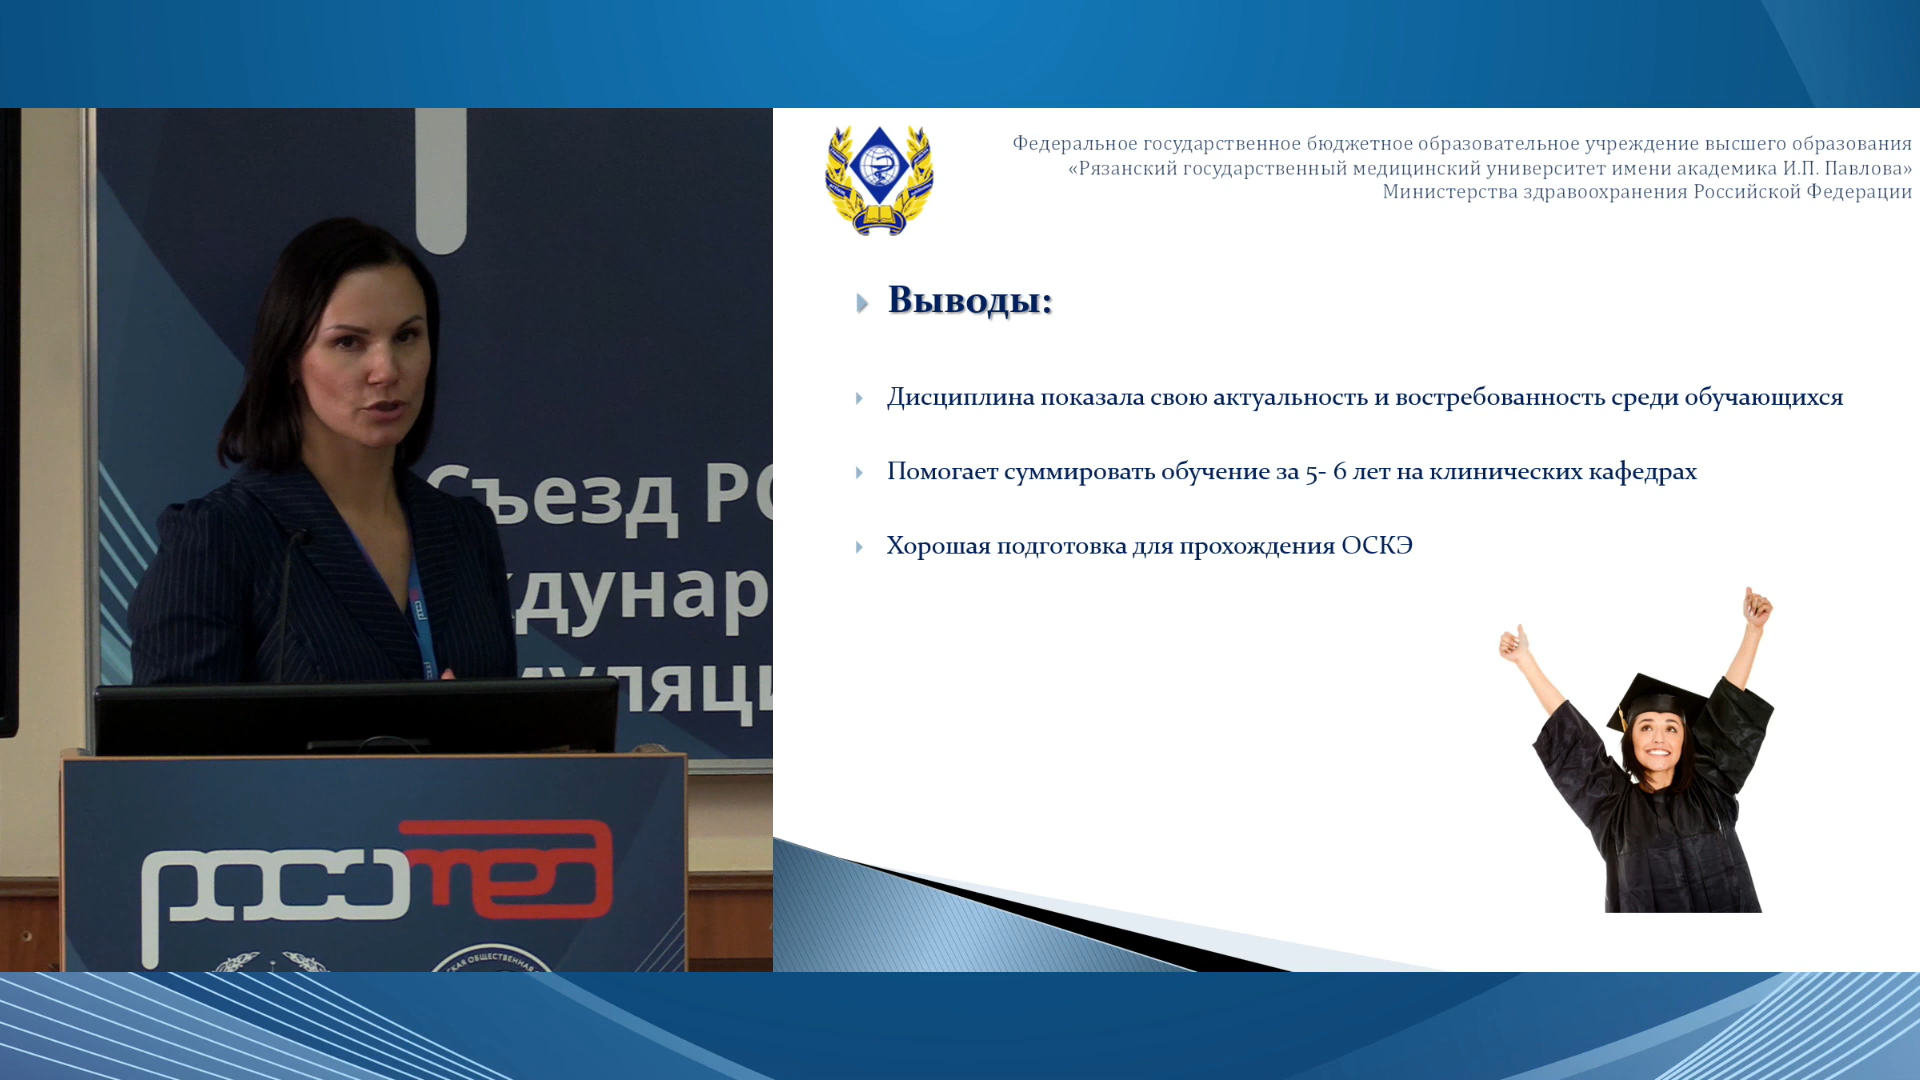 Съезд
росомед
Федеральное государственное бюджетное образовательное учреждение высшего образования
«Рязанский государственный медицинский университет имени академика И.П. Павлова»
Министерства здравоохранения Российской Федерации
Выводы:
Дисциплина показала свою актуальность и востребованность среди обучающихся
Помогает суммировать обучение за 5- 6 лет на клинических кафедрах
Хорошая подготовка для прохождения ОСКЭ